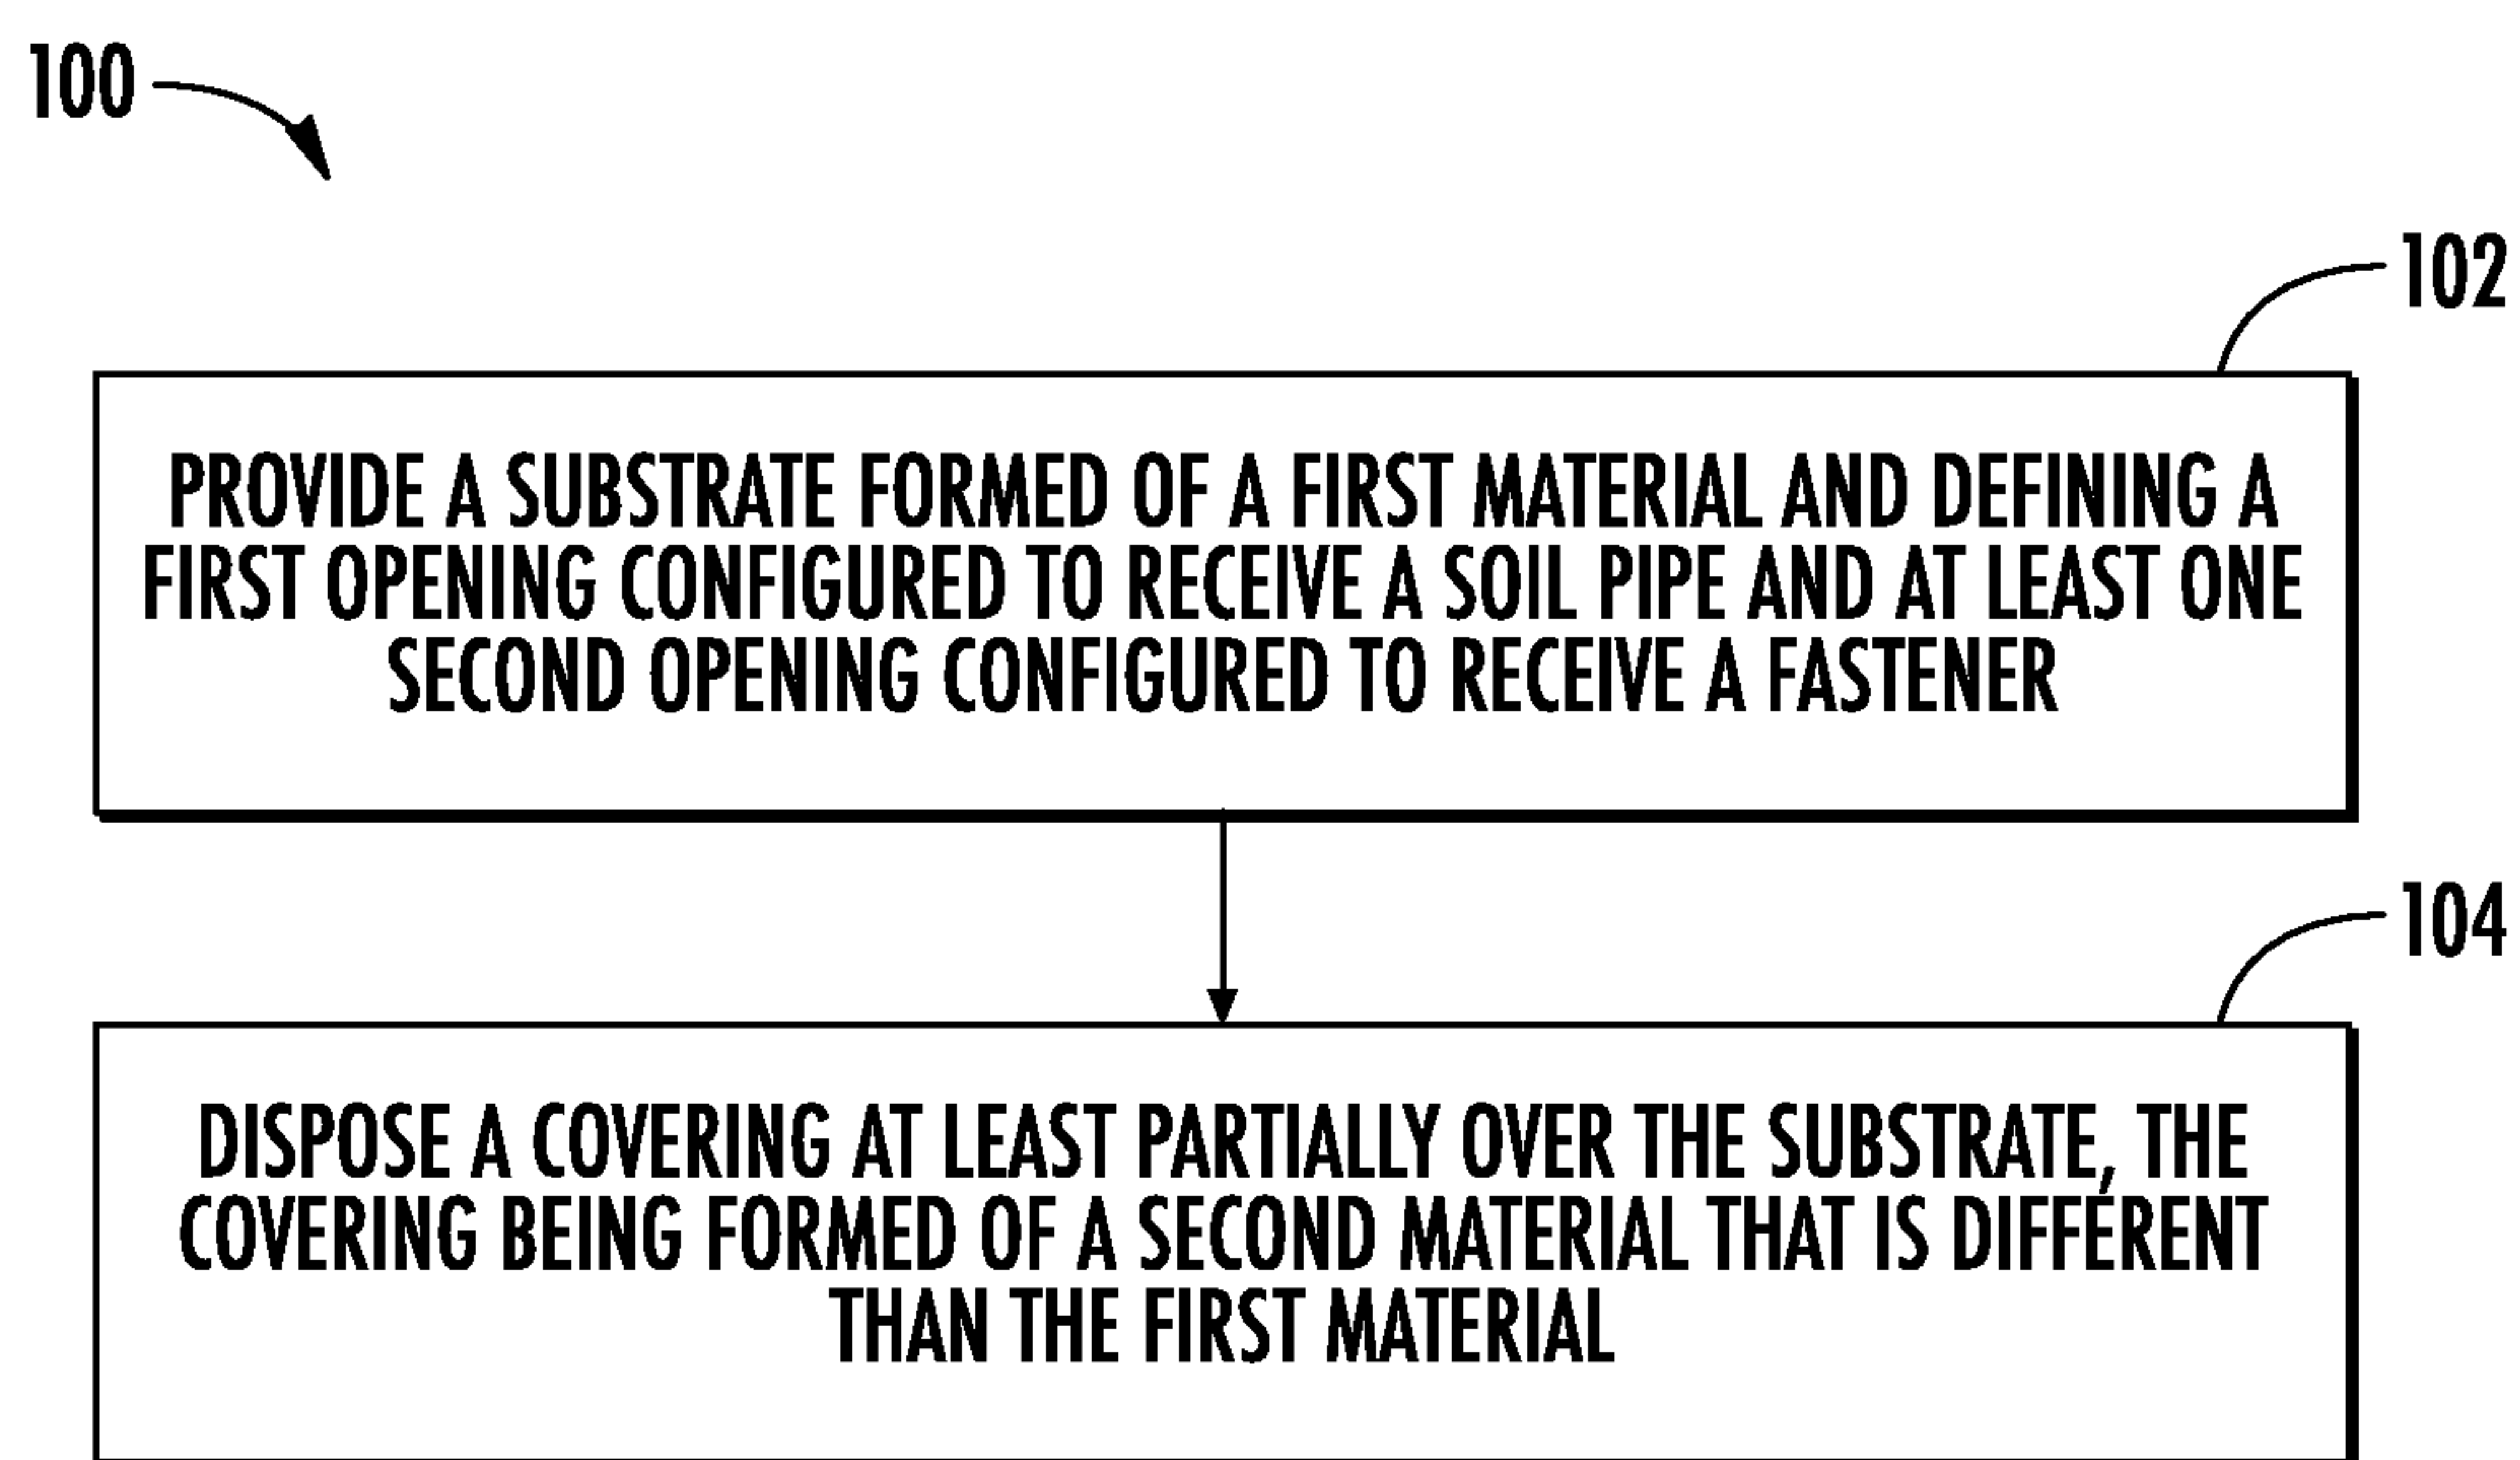 100
102
PROVIDE A SUBSTRATE FORMED OF A FIRST MATERIAL AND DEFINING A
FIRST OPENING CONFIGURED TO RECEIVE A SOIL PIPE AND AT LEAST ONE
SECOND OPENING CONFIGURED TO RECEIVE A FASTENER
104
DISPOSE A COVERING AT LEAST PARTIALLY OVER THE SUBSTRATE, THE
COVERING BEING FORMED OF A SECOND MATERIAL THAT IS DIFFERENT
THAN THE FIRST MATERIAL